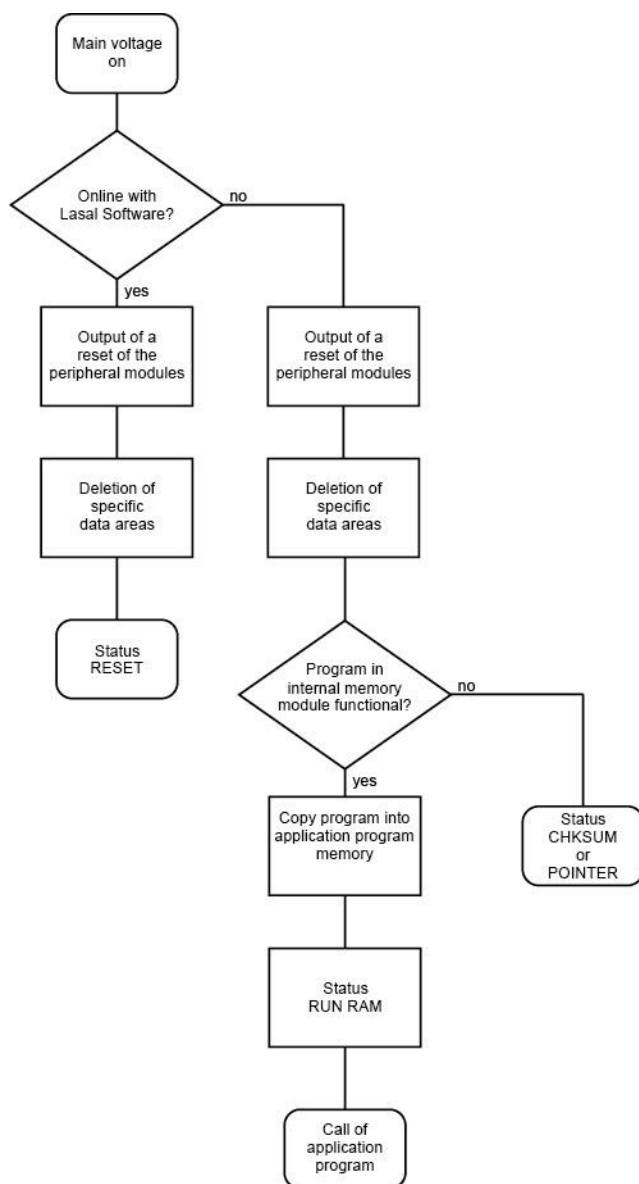 Main voltage
on
Online with
Lasal Software?
no
yes
Output of a
reset of the
peripheral modules
Output of a
reset of the
peripheral modules
Deletion of
specific
data areas
Deletion of
specific
data areas
Status
RESET
Program in
internal memory
module functional?
no
yes
Copy program into
application program
memory
Status
CHKSUM
or
POINTER
Status
RUN RAM
Call of
application
program